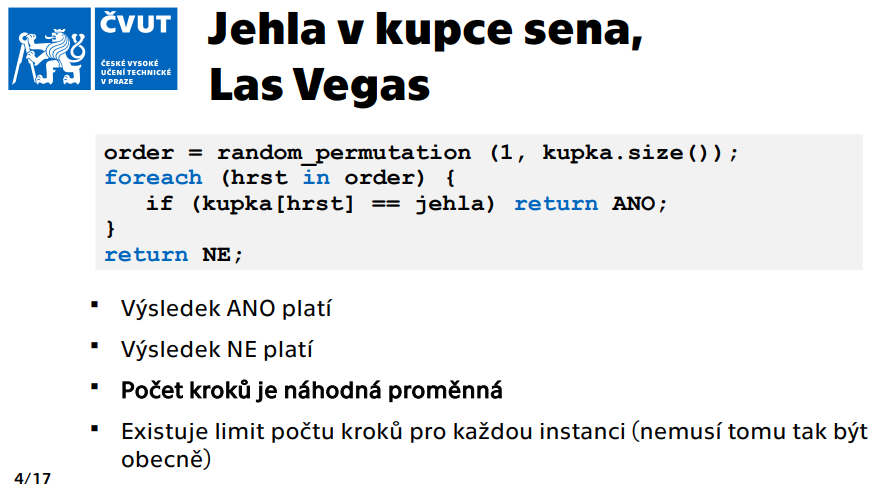 ČVUT
ČESKÉ VYSOKÉ
UČENÍ TECHNICKÉ
V PRAZE
Jehla v kupce sena,
Las Vegas
order = random_permutation (1, kupka.size());
foreach (hrst in order) {
   if (kupka[hrst] == jehla) return ANO;
}
return NE;
▪ Výsledek ANO platí
▪ Výsledek NE platí
▪ Počet kroků je náhodná proměnná
▪ Existuje limit počtu kroků pro každou instanci (nemusí tomu tak být
obecně)
4/17